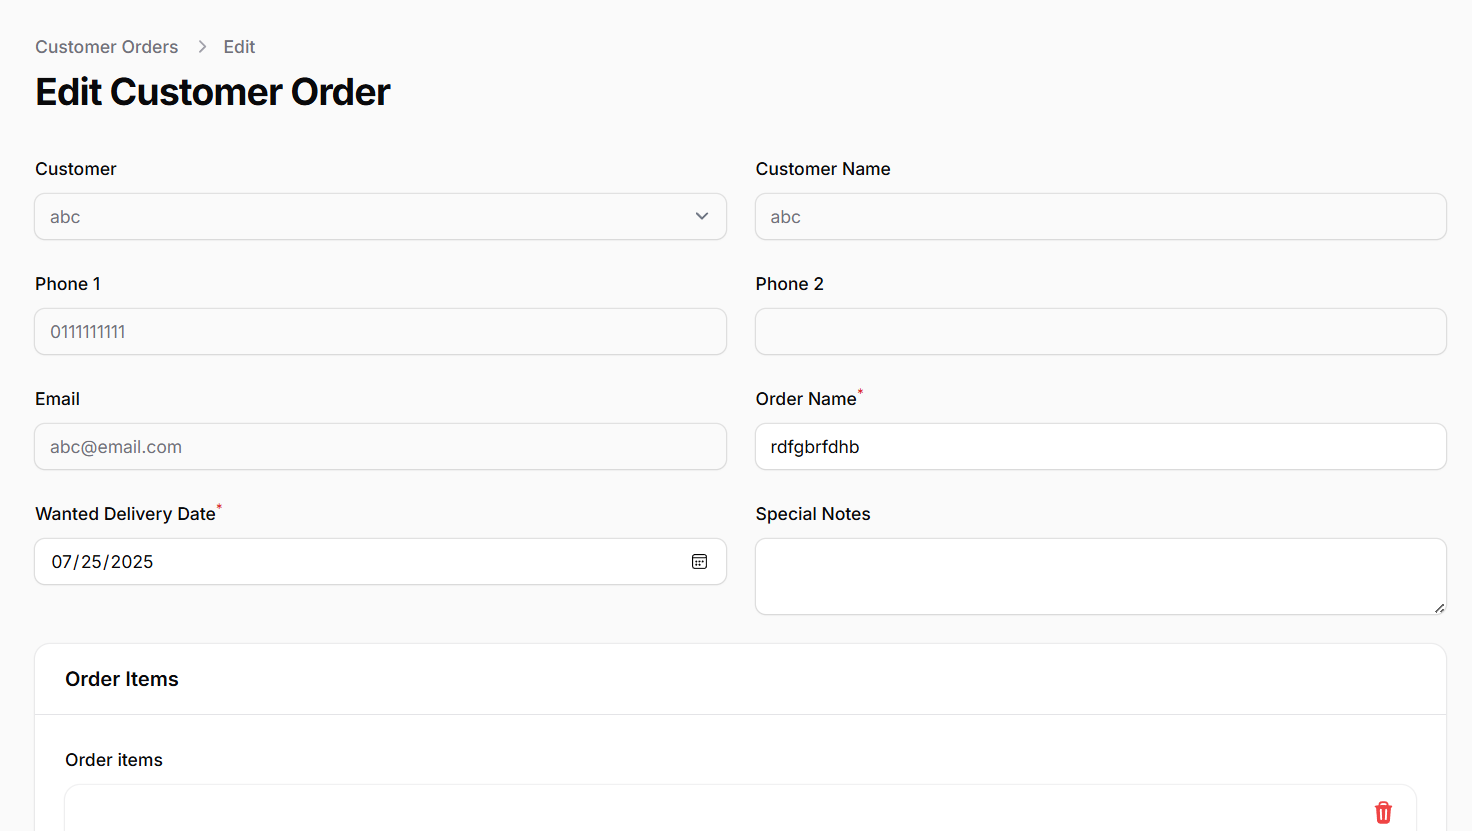 Customer Orders > Edit
Edit Customer Order
Customer
Customer Name
abc
abc
Phone 1
Phone 2
0111111111
Email
Order Name*
abc@email.com
rdfgbrfdhb
Wanted Delivery Date*
Special Notes
07/25/2025
Order Items
Order items